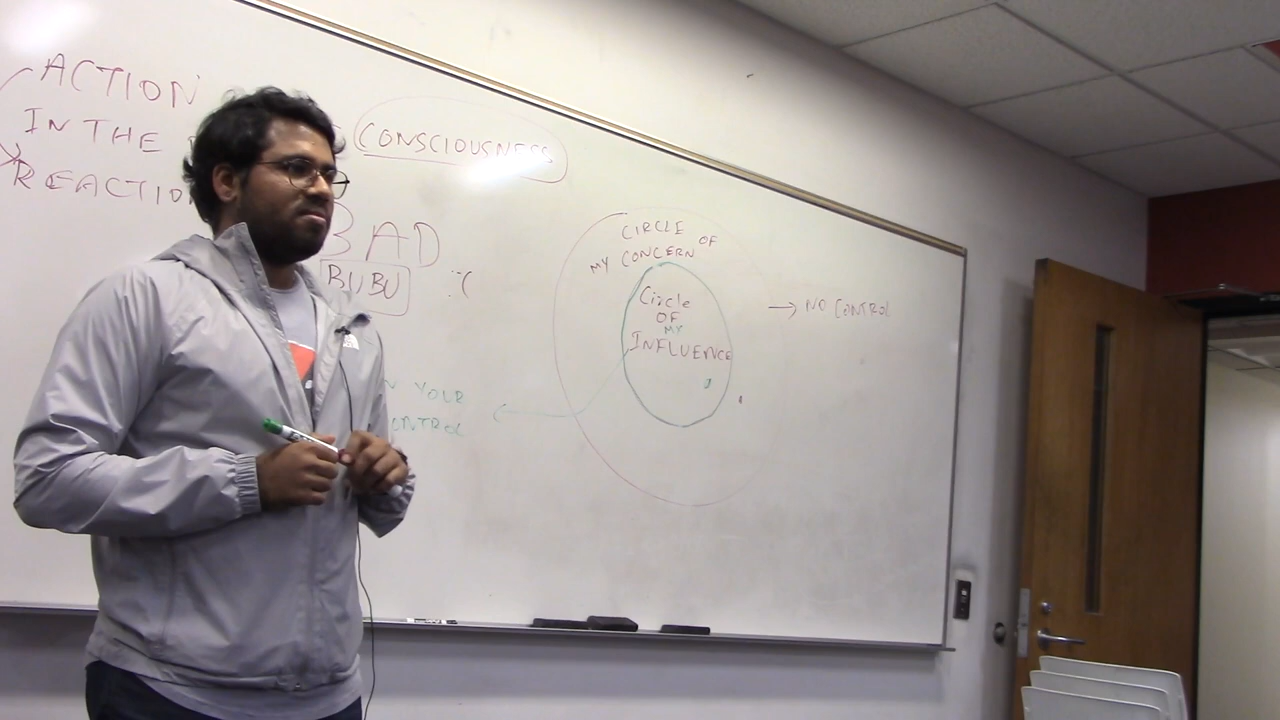 ACTION
IN THE
REACTIO
CONSCIOUSNESS
BAD
BUBU :(
CIRCLE OF
MY CONCERN
Circle
OF
MY
INFLUENCE
→ NO CONTROL
YOUR
CONTROL